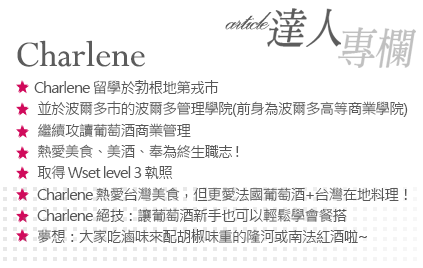 article 達人專欄
Charlene
★ Charlene 留學於勃根地第戎市
★ 並於波爾多市的波爾多管理學院(前身為波爾多高等商業學院)
★ 繼續攻讀葡萄酒商業管理
★ 熱愛美食、美酒、奉為終生職志！
★ 取得 Wset level 3 執照
★ Charlene 熱愛台灣美食，但更愛法國葡萄酒+台灣在地料理！
★ Charlene 絕技：讓葡萄酒新手也可以輕鬆學會餐搭
★ 夢想：大家吃滷味來配胡椒味重的隆河或南法紅酒啦~